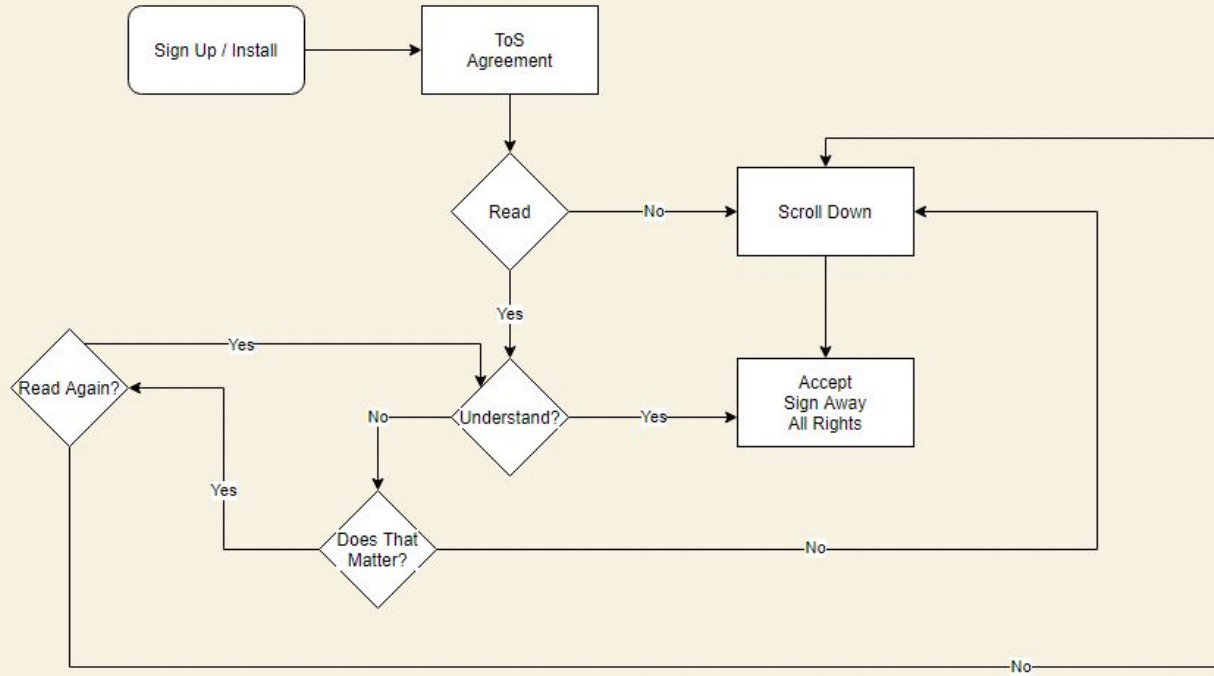 Sign Up / Install
ToS
Agreement
Read
No
Scroll Down
Yes
Yes
Read Again?
Understand?
No
Yes
Accept
Sign Away
All Rights
Yes
Does That
Matter?
No
No